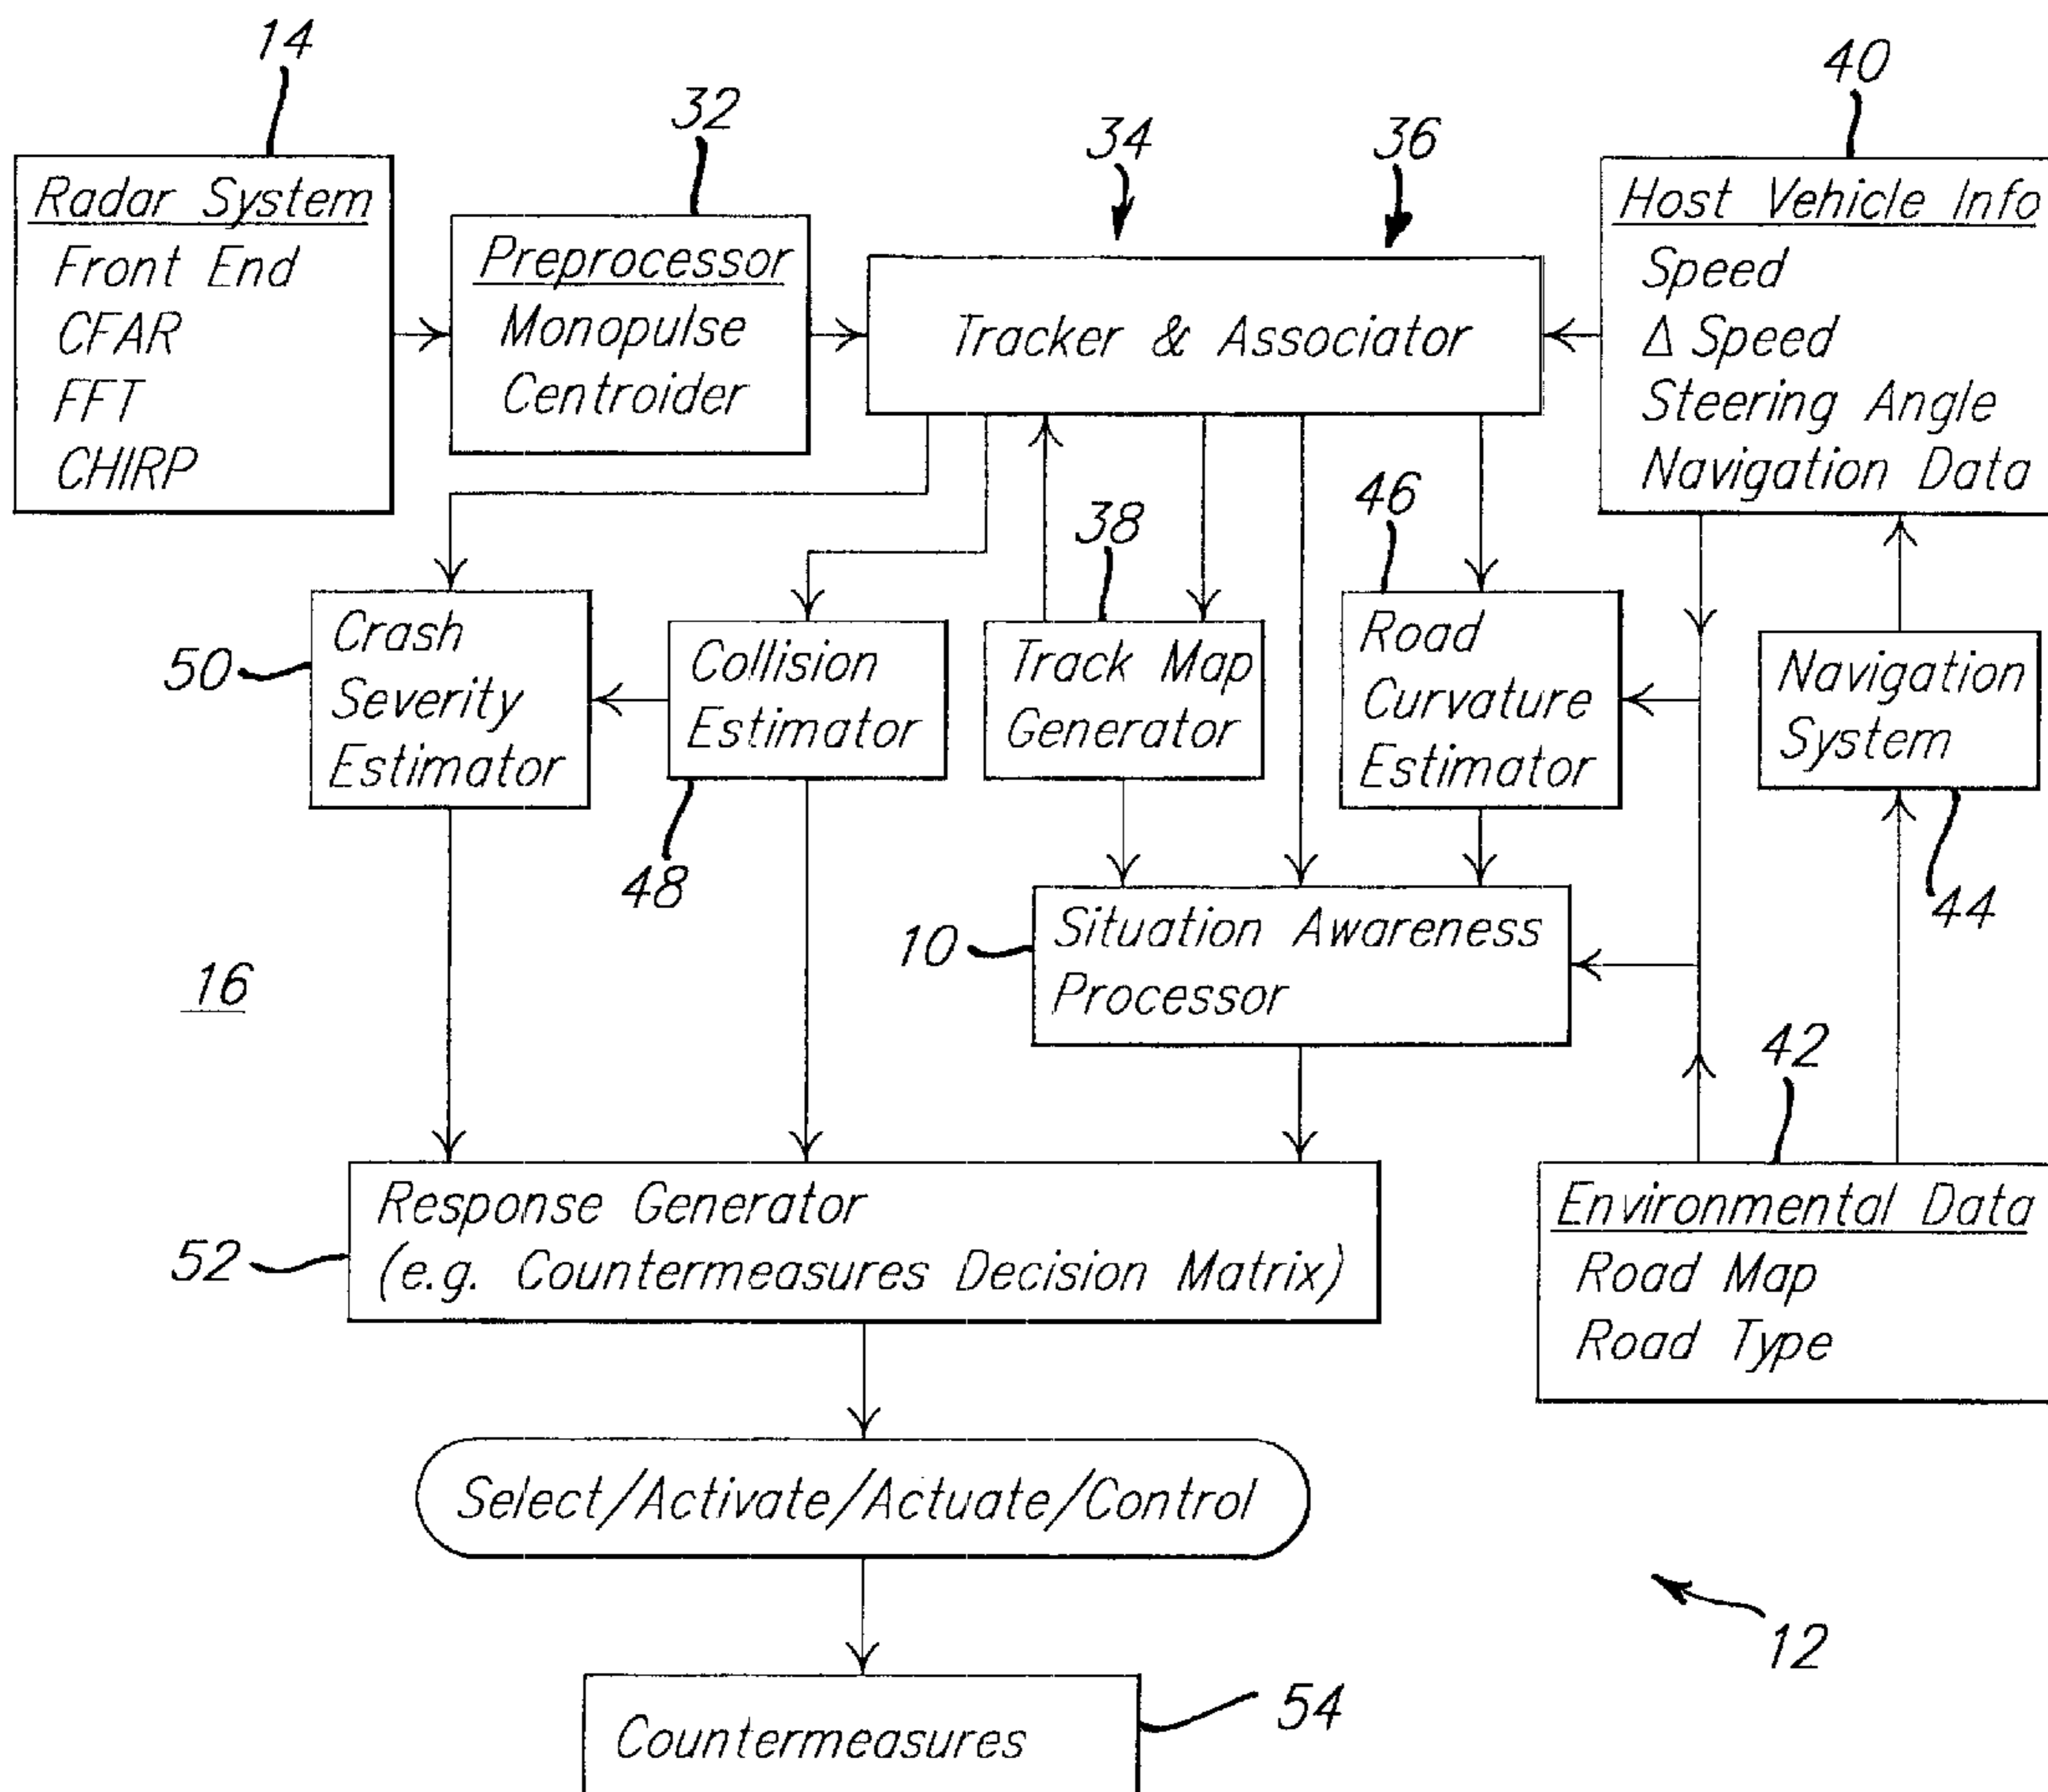 14
32
34
36
40
Radar System
Front End
CFAR
FFT
CHIRP
Preprocessor
Monopulse
Centroider
Tracker & Associator
Host Vehicle Info
Speed
Δ Speed
Steering Angle
Navigation Data
38
46
50
Crash
Severity
Estimator
Collision
Estimator
48
Track Map
Generator
Road
Curvature
Estimator
Navigation
System
44
16
10
Situation Awareness
Processor
42
52
Response Generator
(e.g. Countermeasures Decision Matrix)
Environmental Data
Road Map
Road Type
Select/Activate/Actuate/Control
12
Countermeasures
54